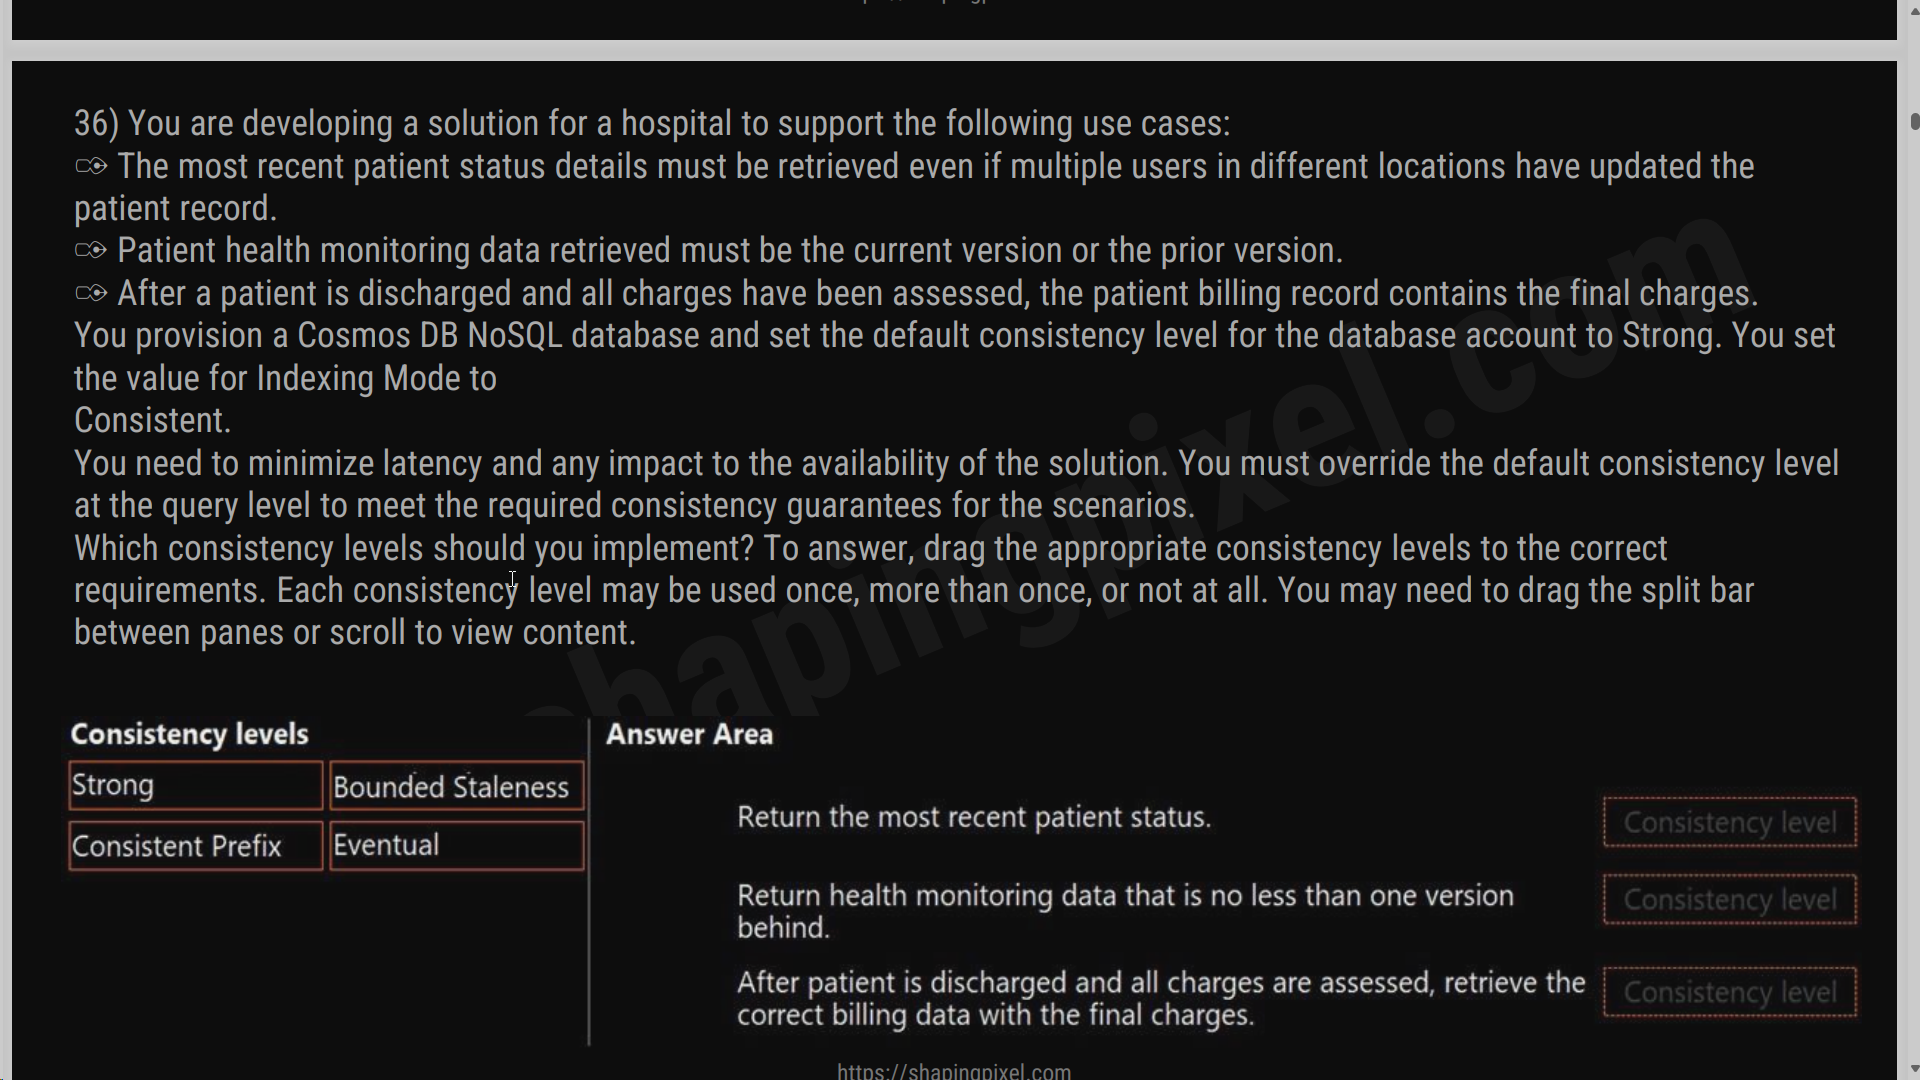 36) You are developing a solution for a hospital to support the following use cases:
The most recent patient status details must be retrieved even if multiple users in different locations have updated the
patient record.
Patient health monitoring data retrieved must be the current version or the prior version.
After a patient is discharged and all charges have been assessed, the patient billing record contains the final charges.
You provision a Cosmos DB NoSQL database and set the default consistency level for the database account to Strong. You set
the value for Indexing Mode to
Consistent.
You need to minimize latency and any impact to the availability of the solution. You must override the default consistency level
at the query level to meet the required consistency guarantees for the scenarios.
Which consistency levels should you implement? To answer, drag the appropriate consistency levels to the correct
requirements. Each consistency level may be used once, more than once, or not at all. You may need to drag the split bar
between panes or scroll to view content.
shapingpixel.com
Consistency levels
Strong
Bounded Staleness
Consistent Prefix
Eventual
Answer Area
Return the most recent patient status.
Consistency level
Return health monitoring data that is no less than one version
behind.
Consistency level
After patient is discharged and all charges are assessed, retrieve the
correct billing data with the final charges.
Consistency level
https://shapingpixel.com